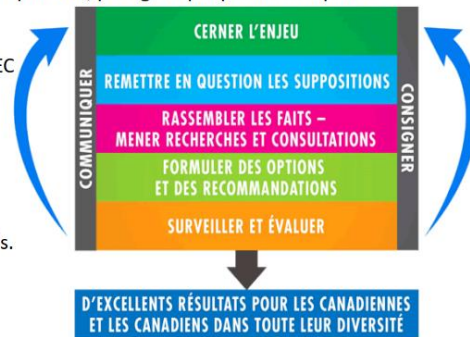 EC
s.
CERNER L'ENJEU
REMETTRE EN QUESTION LES SUPPOSITIONS
RASSEMBLER LES FAITS –
MENER RECHERCHES ET CONSULTATIONS
FORMULER DES OPTIONS
ET DES RECOMMANDATIONS
SURVEILLER ET ÉVALUER
COMMUNIQUER
CONSIGNER
D'EXCELLENTS RÉSULTATS POUR LES CANADIENNES
ET LES CANADIENS DANS TOUTE LEUR DIVERSITÉ